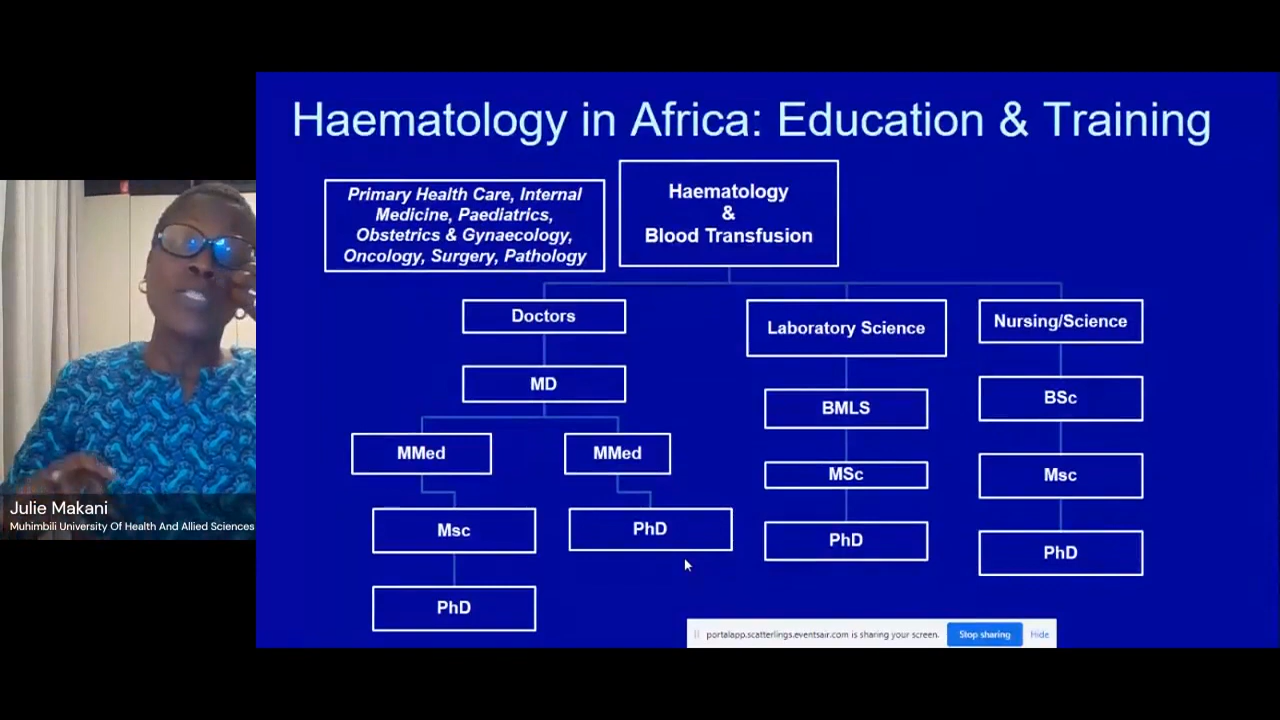 Haematology in Africa: Education & Training
Primary Health Care, Internal
Medicine, Paediatrics,
Obstetrics & Gynaecology,
Oncology, Surgery, Pathology
Haematology
&
Blood Transfusion
Doctors
Laboratory Science
Nursing/Science
MD
BMLS
BSc
MMed
MMed
MSc
Msc
Msc
PhD
PhD
PhD
PhD
Julie Makani
Muhimbili University Of Health And Allied Sciences
portalapp.scatterlings.eventsair.com is sharing your screen.
Stop sharing
Hide